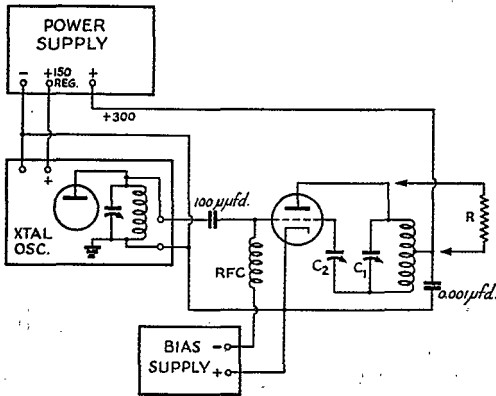 POWER
SUPPLY
- +150 +
REG.
+300
+
XTAL
OSC.
100 μμfd.
RFC
C2
C1
R
0.001 μfd.
BIAS -
SUPPLY +